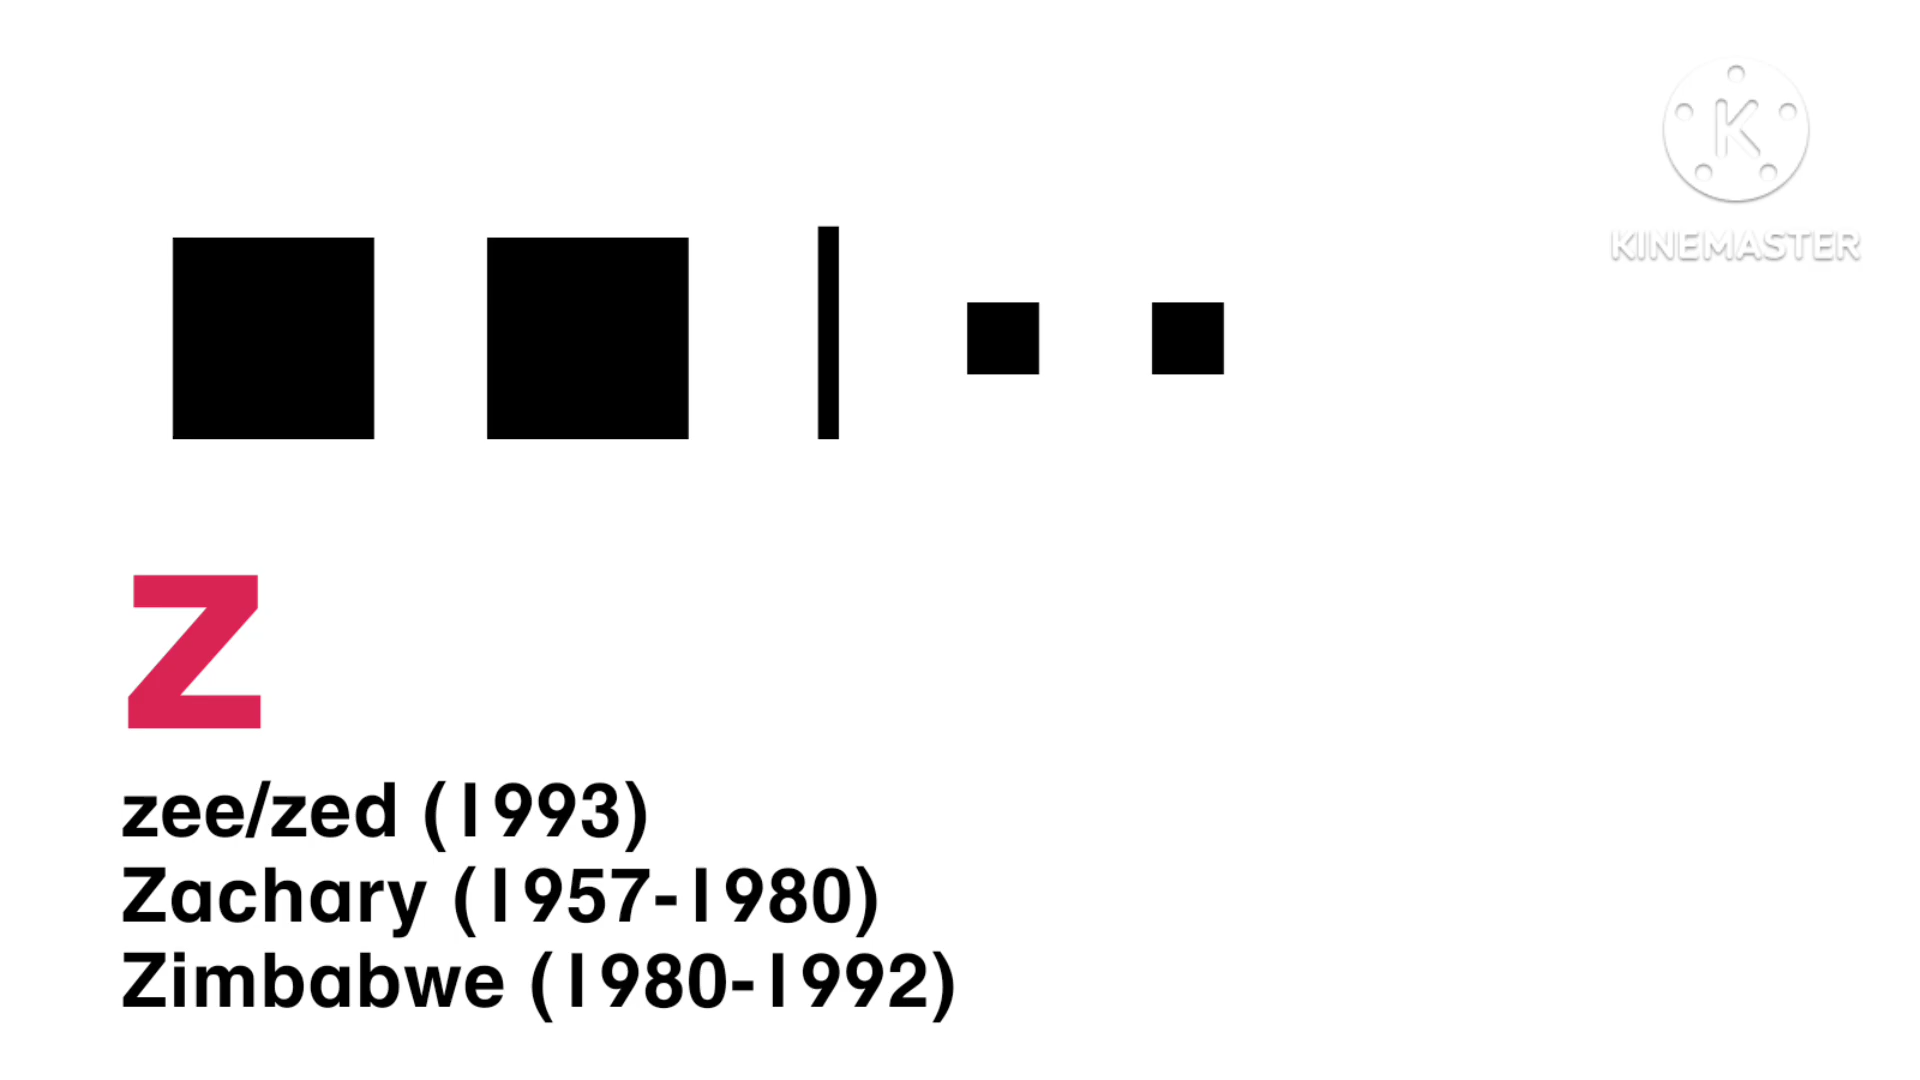 K
KINEMASTER
Z
zee/zed (1993)
Zachary (1957-1980)
Zimbabwe (1980-1992)